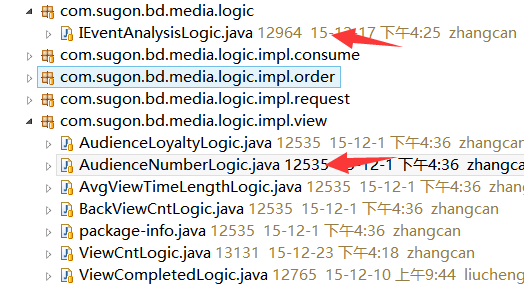 com.sugon.bd.media.logic
IEventAnalysisLogic.java 12964 15-12-17 下午4:25 zhangcan
com.sugon.bd.media.logic.impl.consume
com.sugon.bd.media.logic.impl.order
com.sugon.bd.media.logic.impl.request
com.sugon.bd.media.logic.impl.view
AudienceLoyaltyLogic.java 12535 15-12-1 下午4:36 zhangcan
AudienceNumberLogic.java 12535 15-12-1 下午4:36 zhangcan
AvgViewTimeLengthLogic.java 12535 15-12-1 下午4:36
BackViewCntLogic.java 12535 15-12-1 下午4:36 zhangcan
package-info.java 12535 15-12-1 下午4:36 zhangcan
ViewCntLogic.java 13131 15-12-23 下午4:18 zhangcan
ViewCompletedLogic.java 12765 15-12-10 上午9:44 liucheng